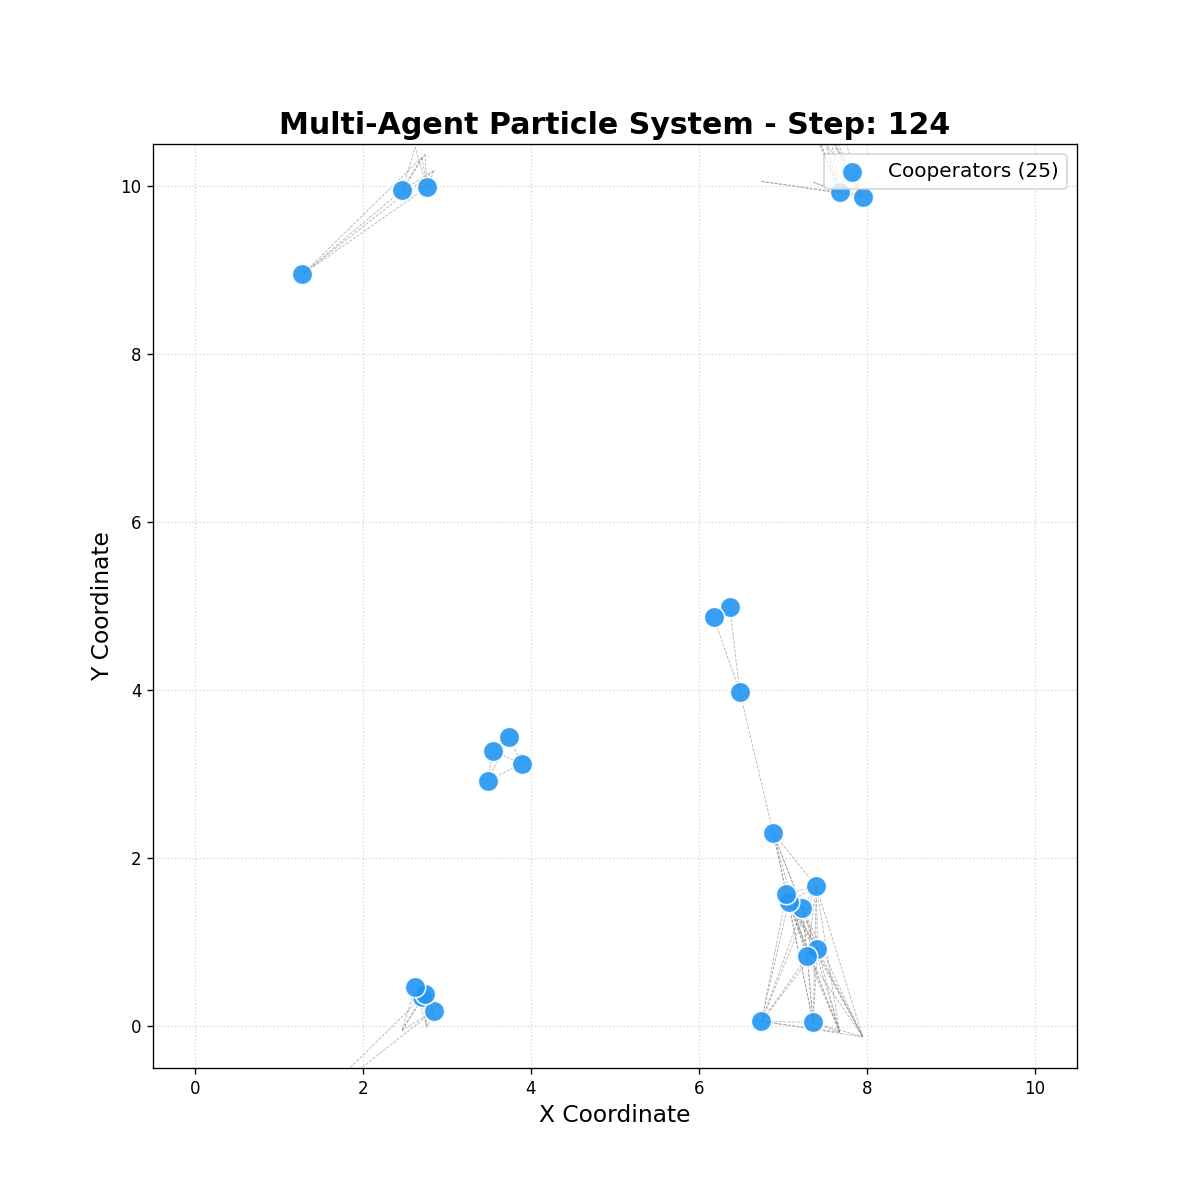 Multi-Agent Particle System - Step: 124
Cooperators (25)
10
8
6
4
2
0
Y Coordinate
0 2 4 6 8 10
X Coordinate